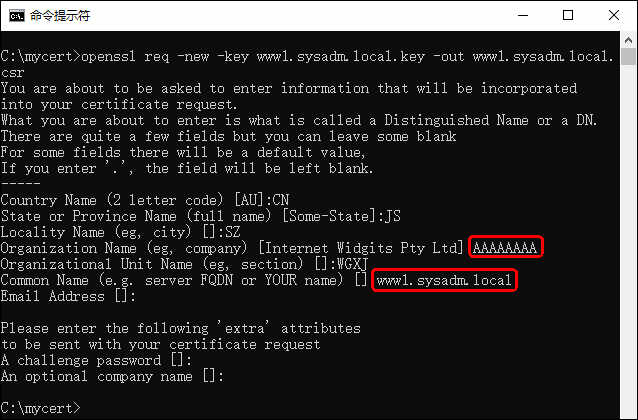 命令提示符
C:\mycert>openssl req -new -key www1.sysadm.local.key -out www1.sysadm.local.
csr
You are about to be asked to enter information that will be incorporated
into your certificate request.
What you are about to enter is what is called a Distinguished Name or a DN.
There are quite a few fields but you can leave some blank
For some fields there will be a default value,
If you enter '.', the field will be left blank.
-----
Country Name (2 letter code) [AU]:CN
State or Province Name (full name) [Some-State]:JS
Locality Name (eg, city) []:SZ
Organization Name (eg, company) [Internet Widgits Pty Ltd] AAAAAAAA
Organizational Unit Name (eg, section) []:WGXJ
Common Name (e.g. server FQDN or YOUR name) [] www1.sysadm.local
Email Address []:
Please enter the following 'extra' attributes
to be sent with your certificate request
A challenge password []:
An optional company name []:
C:\mycert>